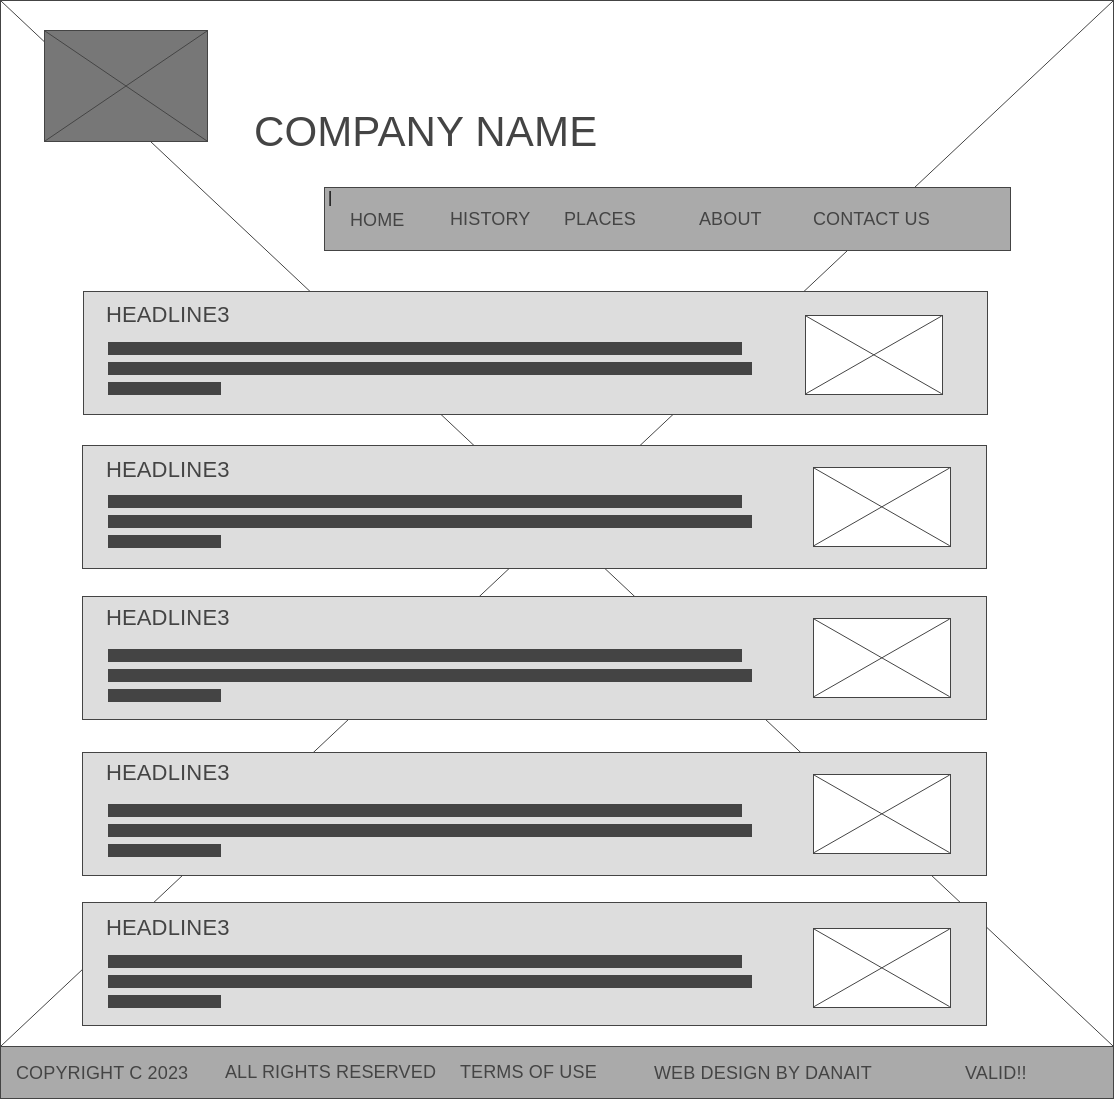 COMPANY NAME
HOME HISTORY PLACES ABOUT CONTACT US
HEADLINE3
HEADLINE3
HEADLINE3
HEADLINE3
HEADLINE3
COPYRIGHT C 2023 ALL RIGHTS RESERVED TERMS OF USE WEB DESIGN BY DANAIT VALID!!